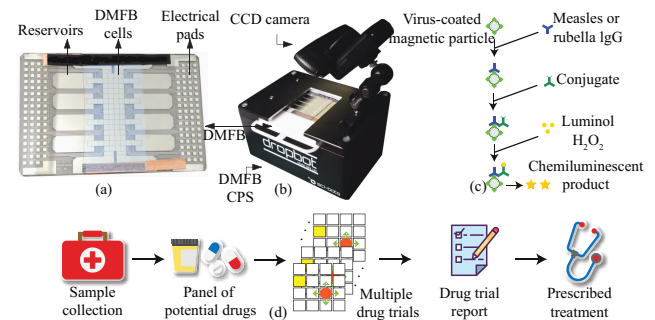 Reservoirs
DMFB
cells
Electrical
pads
(a)
CCD camera
DMFB
DMFB
CPS
dropbot
(b)
Virus-coated
magnetic particle
(c)
Measles or
rubella lgG
Conjugate
Luminol
H₂O₂
Chemiluminescent
product
Sample
collection
Panel of
potential drugs
(d)
Multiple
drug trials
Drug trial
report
Prescribed
treatment